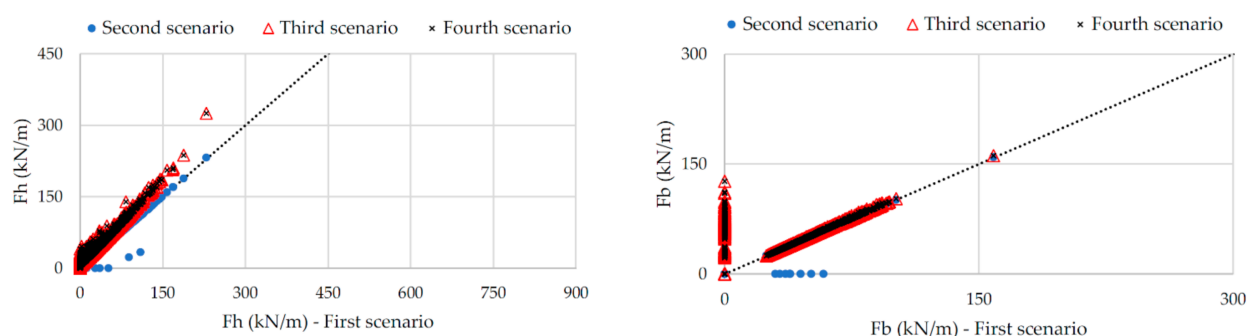 Second scenario Third scenario Fourth scenario
450
300
150
0
Fh (kN/m)
0 150 300 450 600 750 900
Fh (kN/m) - First scenario
Second scenario Third scenario Fourth scenario
300
150
0
Fb (kN/m)
0 150 300
Fb (kN/m) - First scenario